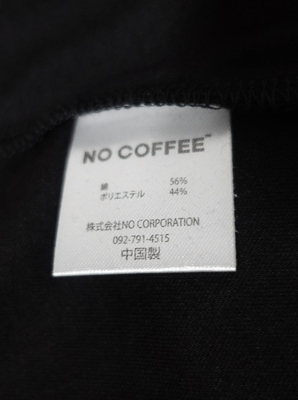 NO COFFEE™
綿 56%
ポリエステル 44%
株式会社NO CORPORATION
092-791-4515
中国製